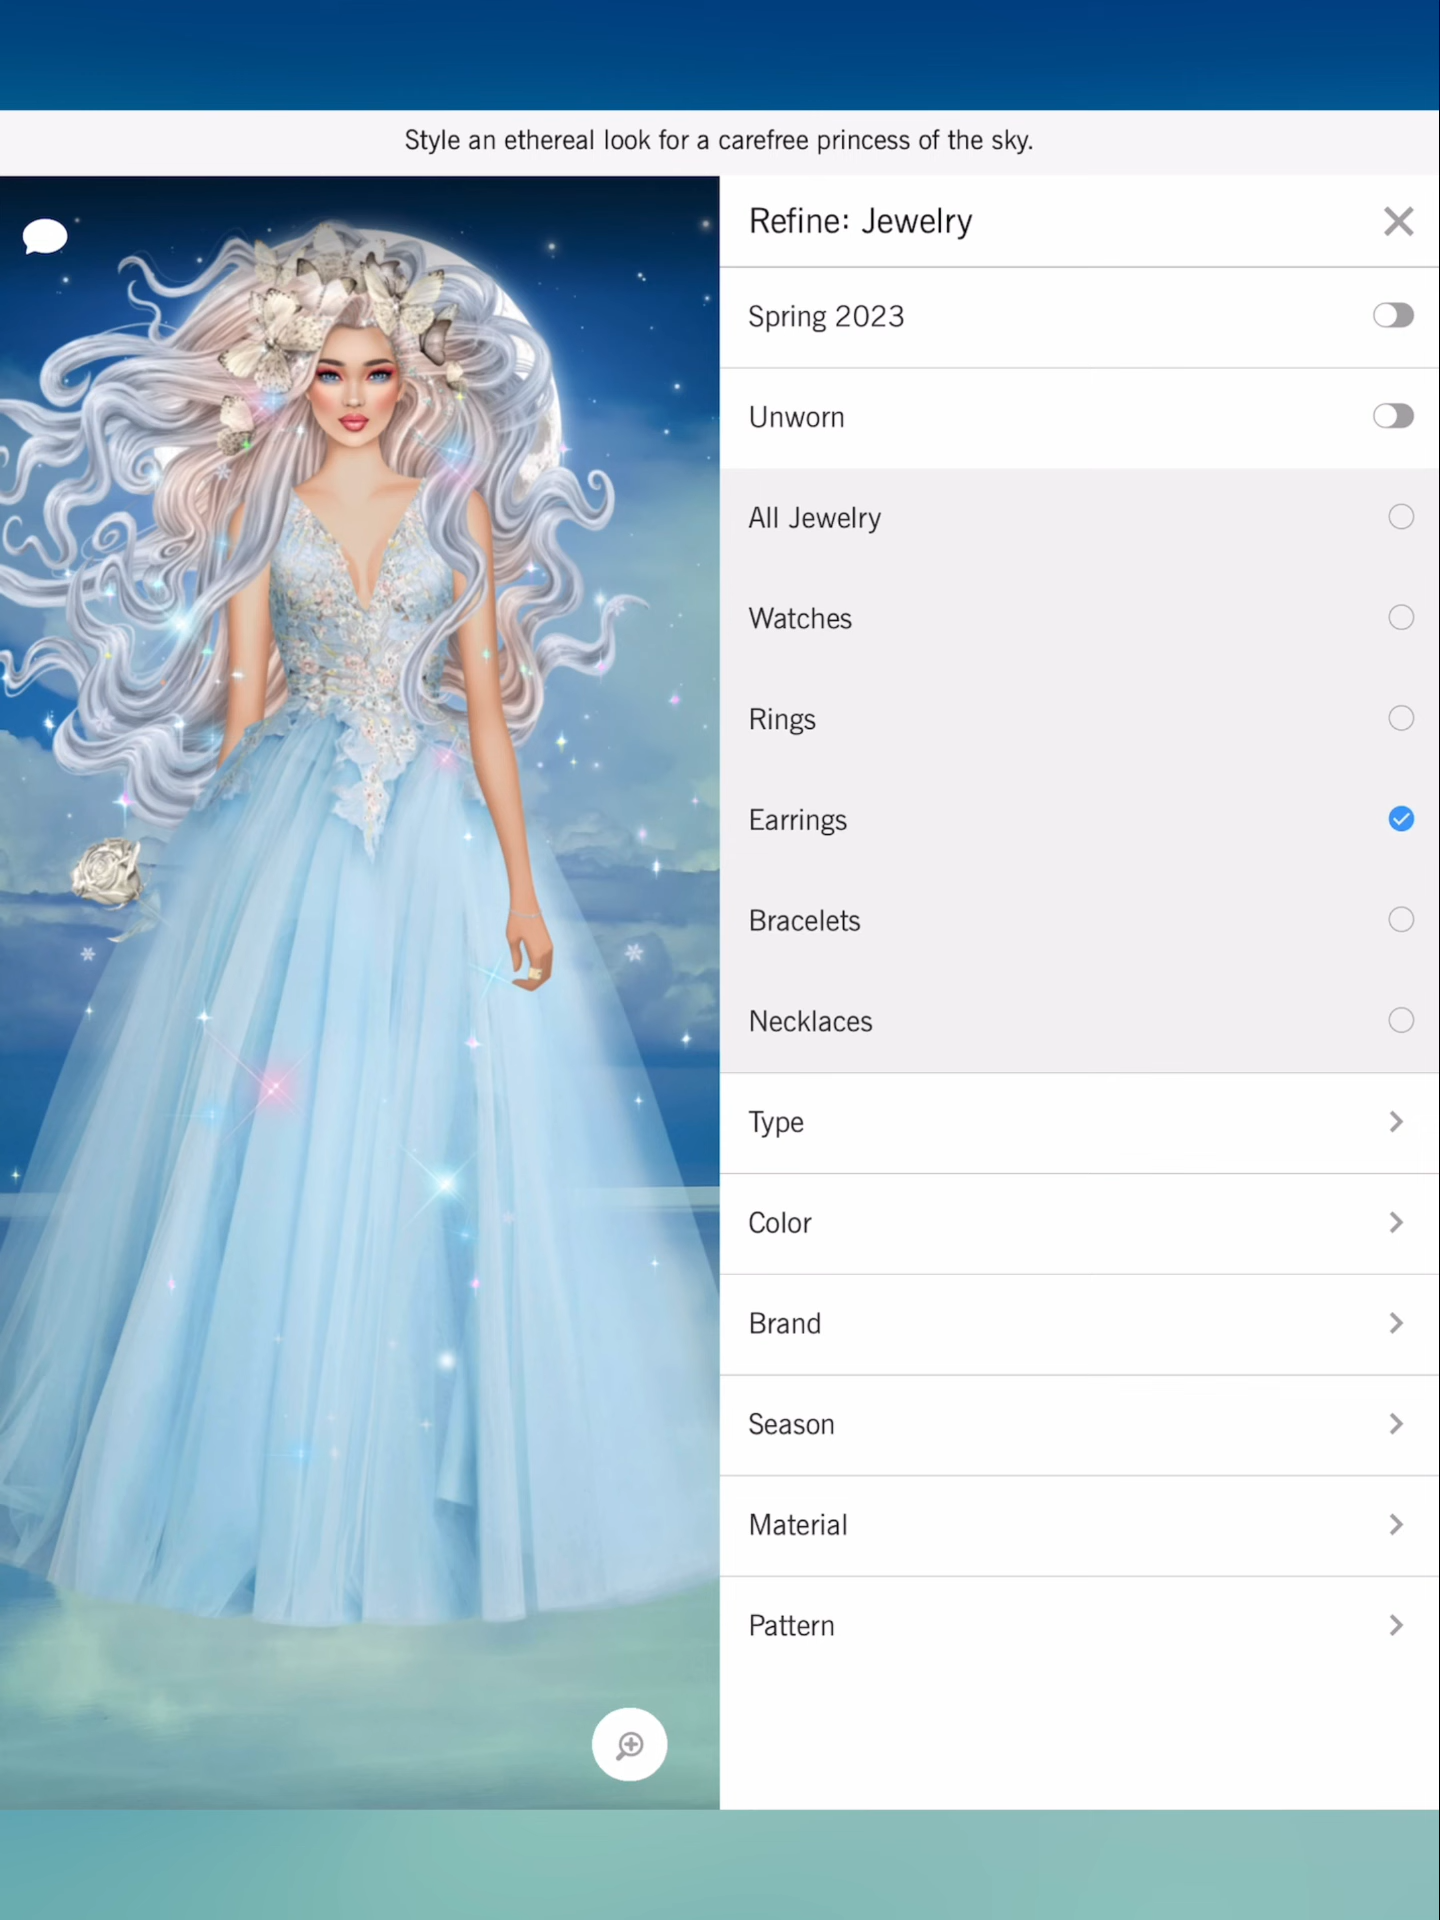 Style an ethereal look for a carefree princess of the sky.
Refine: Jewelry
Spring 2023
Unworn
All Jewelry
Watches
Rings
Earrings
Bracelets
Necklaces
Type
Color
Brand
Season
Material
Pattern